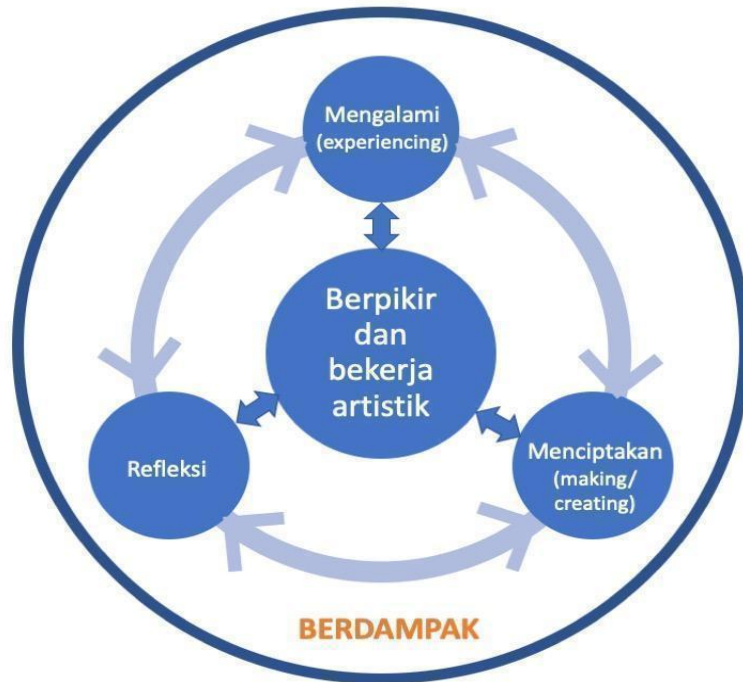 Mengalami
(experiencing)
Berpikir
dan
bekerja
artistik
Refleksi
Menciptakan
(making/
creating)
BERDAMPAK